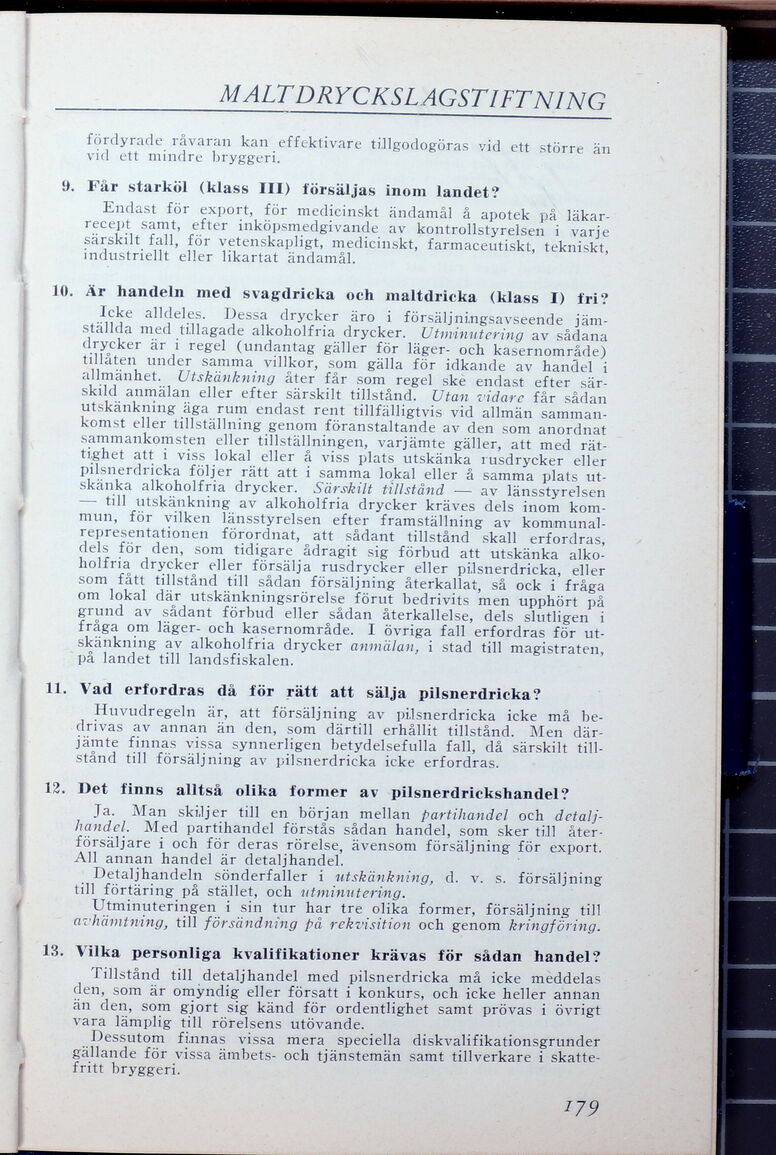 MALTDRYCKSLAGSTIFTNING
fördyrade råvaran kan effektivare tillgodogöras vid ett större än
vid ett mindre bryggeri.
9. Får starköl (klass III) försäljas inom landet?
Endast för export, för medicinskt ändamål å apotek på läkar-
recept samt, efter inköpsmedgivande av kontrollstyrelsen i varje
särskilt fall, för vetenskapligt, medicinskt, farmaceutiskt, tekniskt,
industriellt eller likartat ändamål.
10. Är handeln med svagdricka och maltdricka (klass I) fri?
Icke alldeles. Dessa drycker äro i försäljningsavseende jäm-
ställda med tillagade alkoholfria drycker. Utminutering av sådana
drycker är i regel (undantag gäller för läger- och kasernområde)
tillåten under samma villkor, som gälla för idkande av handel i
allmänhet. Utskänkning åter får som regel ske endast efter sär-
skild anmälan eller efter särskilt tillstånd. Utan vidare får sådan
utskänkning äga rum endast rent tillfälligtvis vid allmän samman-
komst eller tillställning genom föranstaltande av den som anordnat
sammankomsten eller tillställningen, varjämte gäller, att med rät-
tighet att i viss lokal eller å viss plats utskänka rusdrycker eller
pilsnerdricka följer rätt att i samma lokal eller å samma plats ut-
skänka alkoholfria drycker. Särskilt tillstånd — av länsstyrelsen
— till utskänkning av alkoholfria drycker kräves dels inom kom-
mun, för vilken länsstyrelsen efter framställning av kommunal-
representationen förordnat, att sådant tillstånd skall erfordras,
dels för den, som tidigare ådragit sig förbud att utskänka alko-
holfria drycker eller försälja rusdrycker eller pilsnerdricka, eller
som fått tillstånd till sådan försäljning återkallat, så ock i fråga
om lokal där utskänkningsrörelse förut bedrivits men upphört på
grund av sådant förbud eller sådan återkallelse, dels slutligen i
fråga om läger- och kasernområde. I övriga fall erfordras för ut-
skänkning av alkoholfria drycker anmälan, i stad till magistraten,
på landet till landsfiskalen.
11. Vad erfordras då för rätt att sälja pilsnerdricka?
Huvudregeln är, att försäljning av pilsnerdricka icke må be-
drivas av annan än den, som därtill erhållit tillstånd. Men där-
jämte finnas vissa synnerligen betydelsefulla fall, då särskilt till-
stånd till försäljning av pilsnerdricka icke erfordras.
12. Det finns alltså olika former av pilsnerdrickshandel?
Ja. Man skiljer till en början mellan partihandel och detalj-
handel. Med partihandel förstås sådan handel, som sker till åter-
försäljare i och för deras rörelse, ävensom försäljning för export.
All annan handel är detaljhandel.
Detaljhandeln sönderfaller i utskänkning, d. v. s. försäljning
till förtäring på stället, och utminutering.
Utminuteringen i sin tur har tre olika former, försäljning till
avhämtning, till försändning på rekvisition och genom kringföring.
13. Vilka personliga kvalifikationer krävas för sådan handel?
Tillstånd till detaljhandel med pilsnerdricka må icke meddelas
den, som är omyndig eller försatt i konkurs, och icke heller annan
än den, som gjort sig känd för ordentlighet samt prövas i övrigt
vara lämplig till rörelsens utövande.
Dessutom finnas vissa mera speciella diskvalifikationsgrunder
gällande för vissa ämbets- och tjänstemän samt tillverkare i skatte-
fritt bryggeri.
179